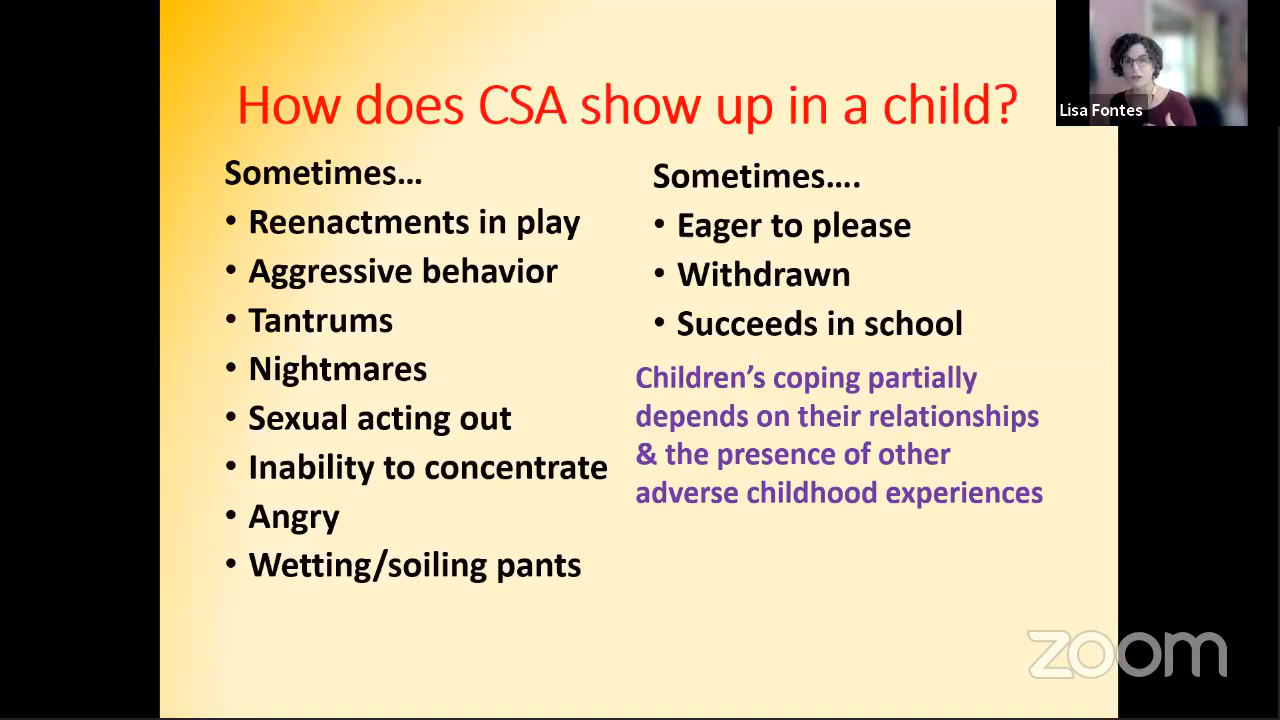 How does CSA show up in a child?
Lisa Fontes
Sometimes...
• Reenactments in play
• Aggressive behavior
• Tantrums
• Nightmares
• Sexual acting out
• Inability to concentrate
• Angry
• Wetting/soiling pants
Sometimes....
• Eager to please
• Withdrawn
• Succeeds in school
Children’s coping partially
depends on their relationships
& the presence of other
adverse childhood experiences
zoom